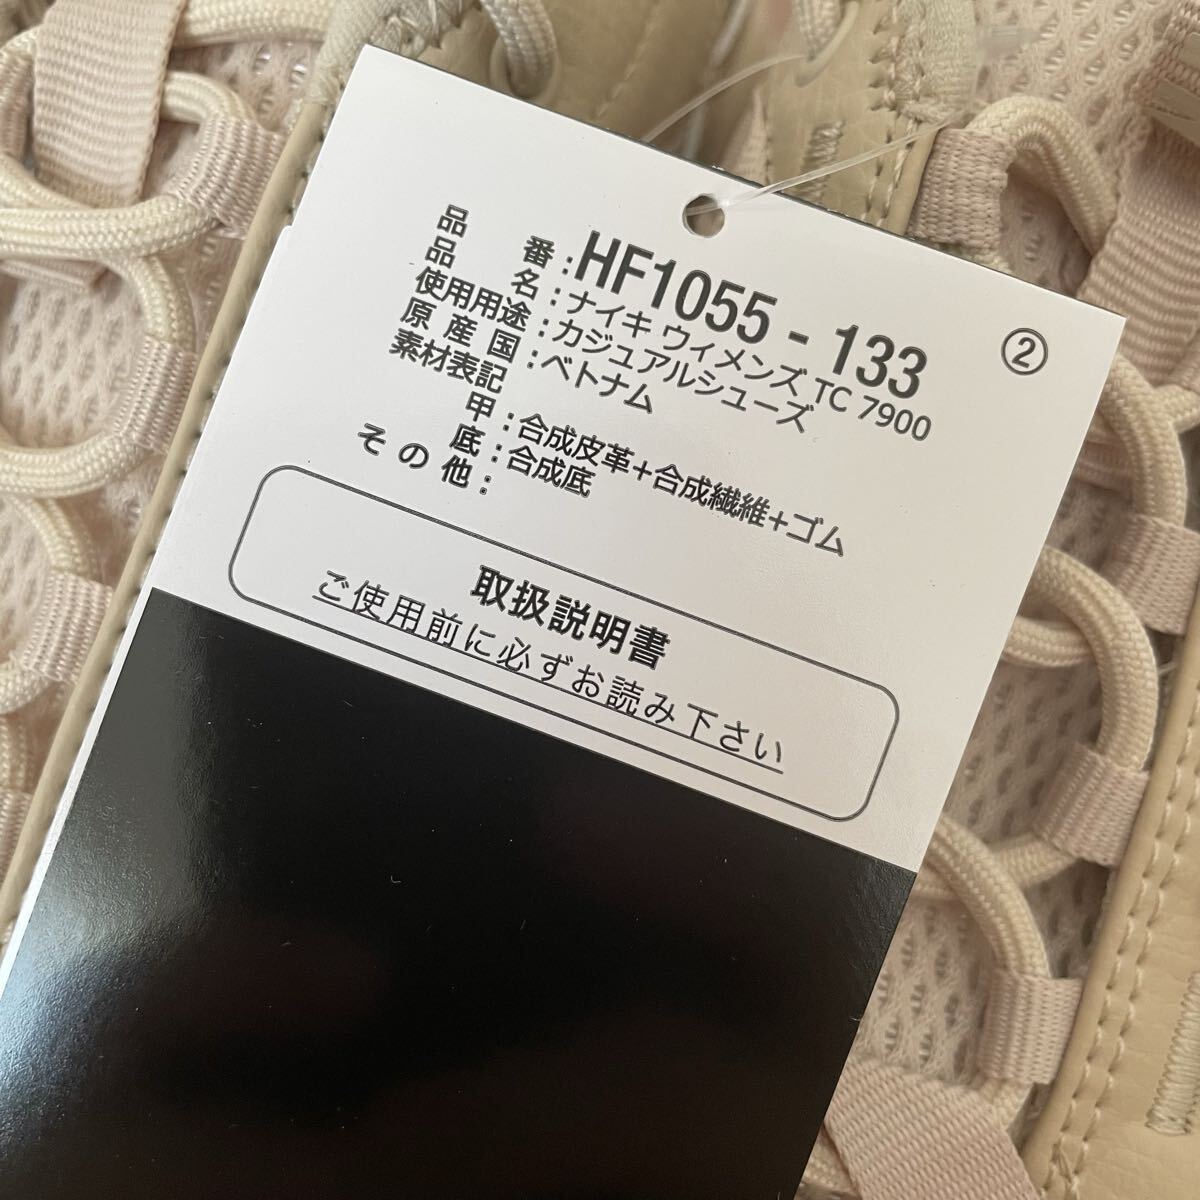 品番:HF1055 - 133
②
品名:ナイキ ウィメンズ TC 7900
使用用途:カジュアルシューズ
原産国:ベトナム
素材表記
甲:合成皮革+合成繊維+ゴム
底:合成底
その他:
取扱説明書
ご使用前に必ずお読み下さい